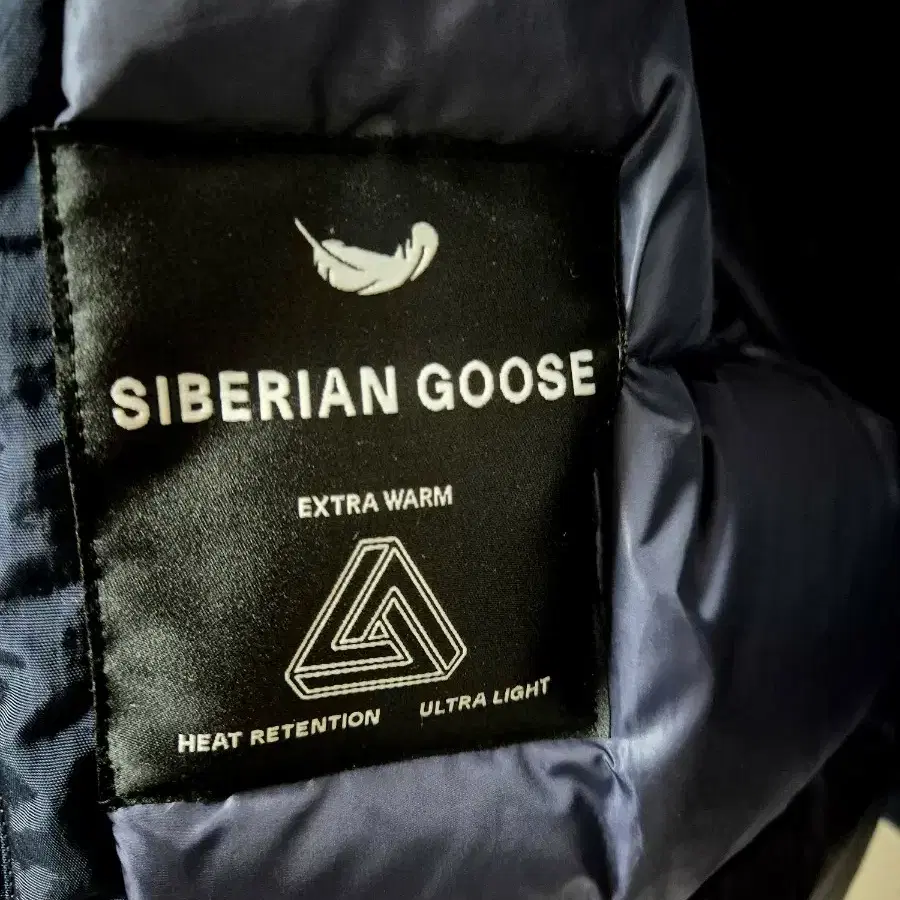 SIBERIAN GOOSE
EXTRA WARM
HEAT RETENTION ULTRA LIGHT